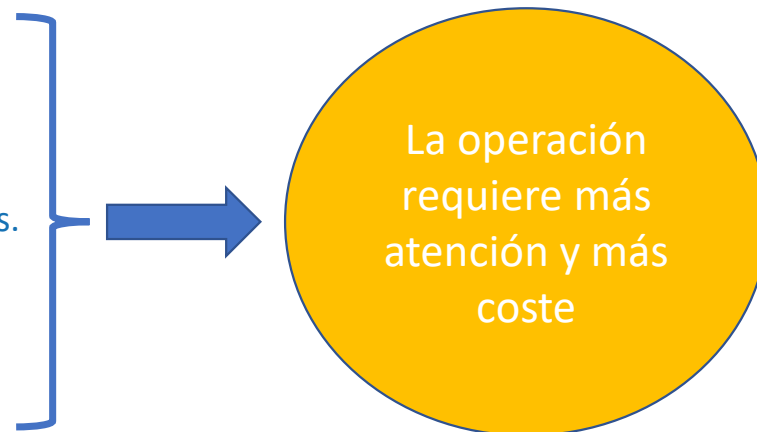 s.
La operación
requiere más
atención y más
coste